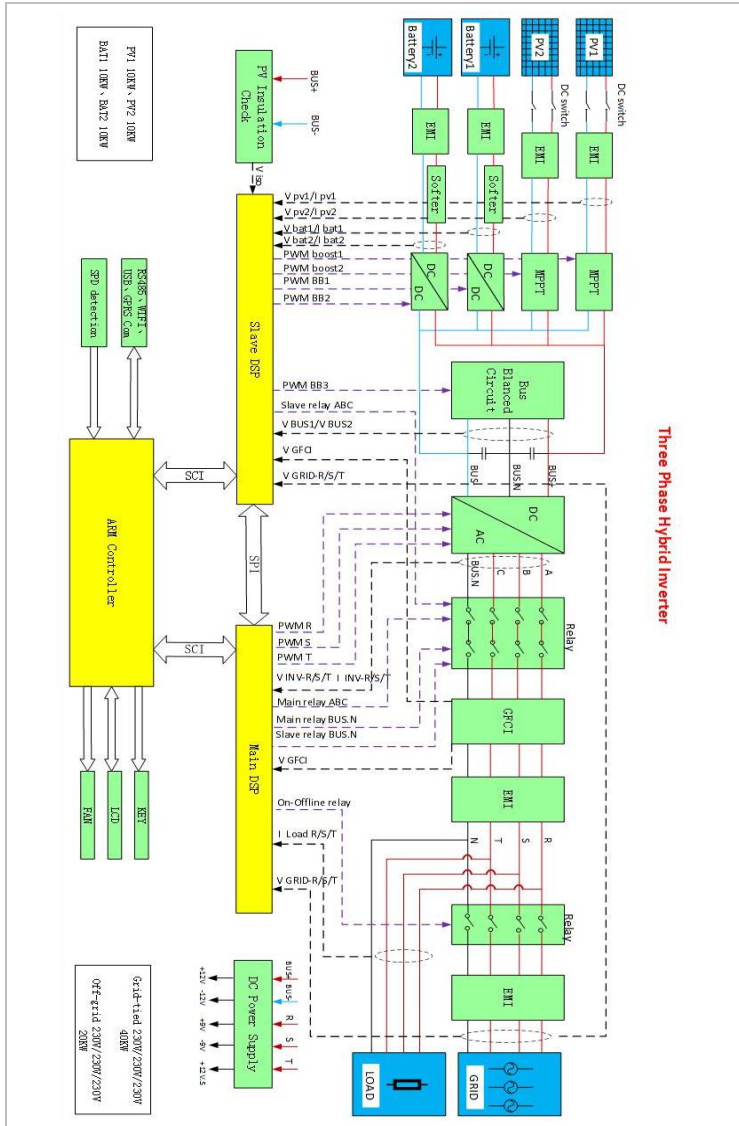 Three Phase Hybrid Inverter
PV1
PV2
Battery1
Battery2
DC switch
DC switch
EMI
EMI
EMI
EMI
Softer
Softer
MPPT
MPPT
DC
DC
DC
DC
Bus
Blanced
Circuit
BUS+
BUS.N
BUS-
DC
AC
A
B
C
BUS.N
Relay
GFCI
EMI
R
S
T
N
Relay
EMI
GRID
LOAD
BUS+
BUS-
PV Insulation
Check
V iso
V pv1/I pv1
V pv2/I pv2
V bat1/I bat1
V bat2/I bat2
PWM boost1
PWM boost2
PWM BB1
PWM BB2
PWM BB3
Slave relay ABC
V BUS1/V BUS2
V GFCI
V GRID-R/S/T
Slave DSP
SPI
PWM R
PWM S
PWM T
V INV-R/S/T I INV-R/S/T
Main relay ABC
Main relay BUS.N
Slave relay BUS.N
V GFCI
On-Offline relay
I Load R/S/T
V GRID-R/S/T
Main DSP
BUS+
BUS-
R
S
T
DC Power Supply
+12V
-12V
+9V
-9V
+12V.S
SCI
SCI
RS485、WIFI、
USB、GPRS Com
SPD detection
ARM Controller
KEY
LCD
FAN
PV1 10KW、PV2 10KW
BAT1 10KW、BAT2 10KW
Grid-tied 230V/230V/230V
40KW
Off-grid 230V/230V/230V
20KW